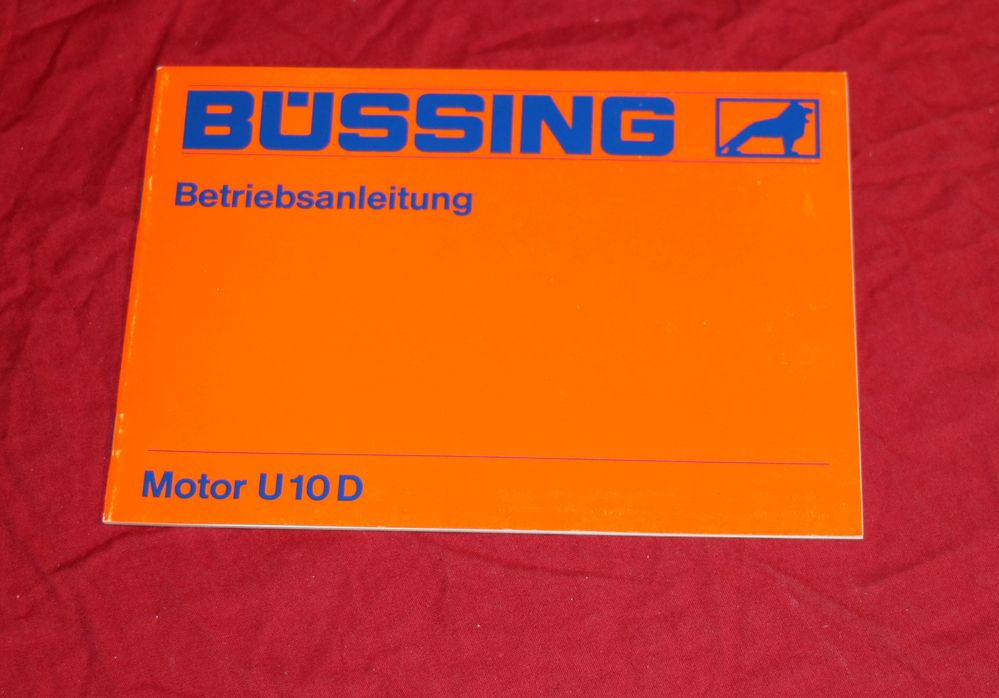 BÜSSING
Betriebsanleitung
Motor U 10 D